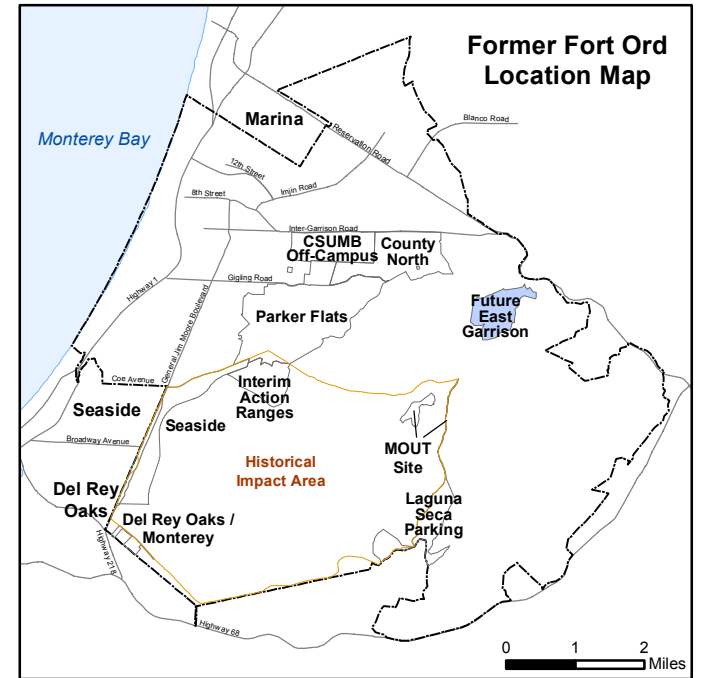 Former Fort Ord
Location Map
Monterey Bay
Marina
Blanco Road
Reservation Road
12th Street
Imjin Road
8th Street
Inter-Garrison Road
CSUMB
Off-Campus
County
North
Gigling Road
Highway 1
General Jim Moore Boulevard
Parker Flats
Future
East
Garrison
Coe Avenue
Interim
Action
Ranges
Seaside
Seaside
Broadway Avenue
MOUT
Site
Historical
Impact Area
Del Rey
Oaks
Laguna
Seca
Parking
Del Rey Oaks /
Monterey
Highway 218
Highway 68
0 1 2
Miles